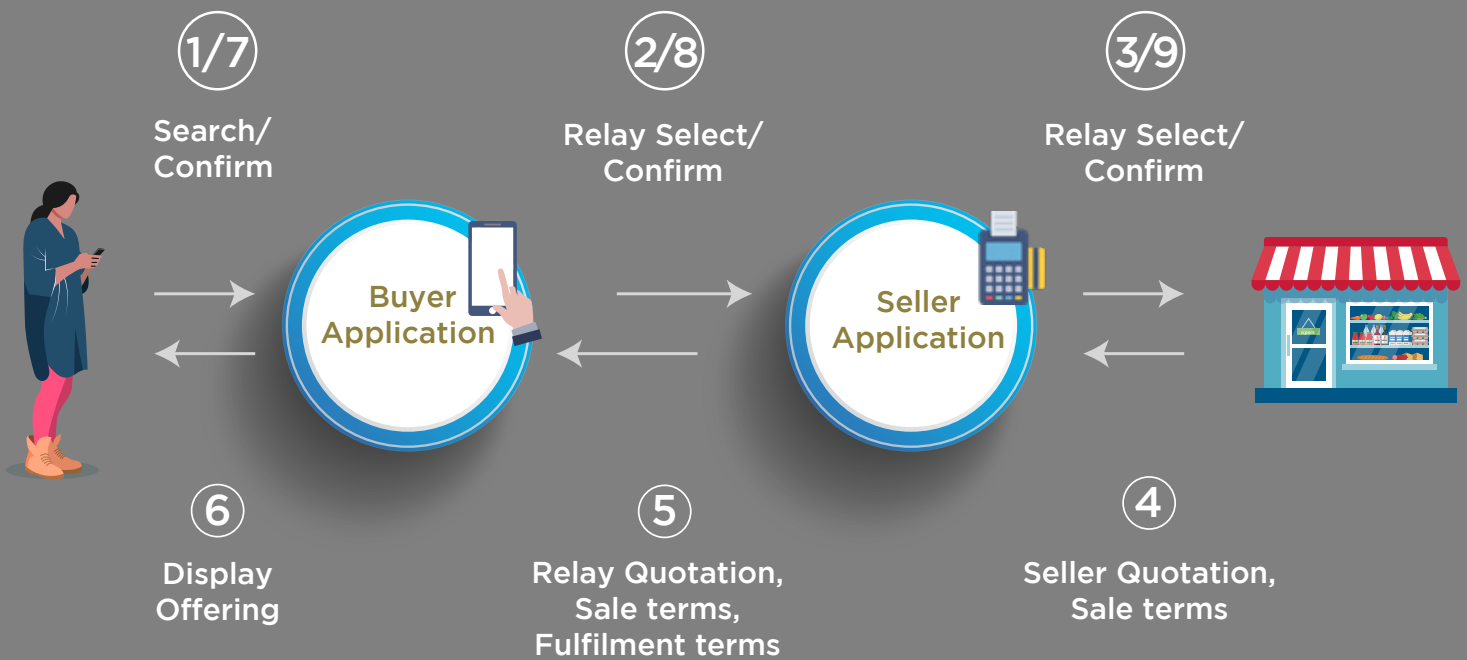 1/7
2/8
3/9
Search/
Confirm
Relay Select/
Confirm
Relay Select/
Confirm
Buyer
Application
Seller
Application
6
5
4
Display
Offering
Relay Quotation,
Sale terms,
Fulfilment terms
Seller Quotation,
Sale terms